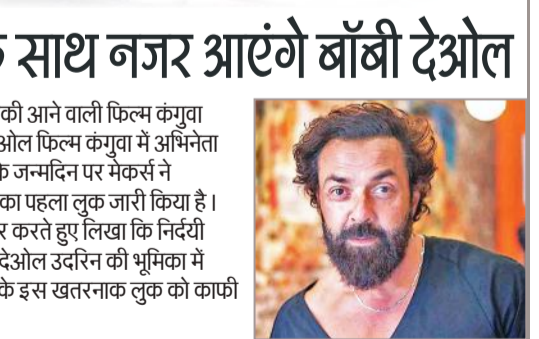 साथ नजर आएंगे बॉबी देओल
की आने वाली फिल्म कंगुवा
ओल फिल्म कंगुवा में अभिनेता
के जन्मदिन पर मेकर्स ने
का पहला लुक जारी किया है।
र करते हुए लिखा कि निर्दयी
देओल उदरिन की भूमिका में
के इस खतरनाक लुक को काफी